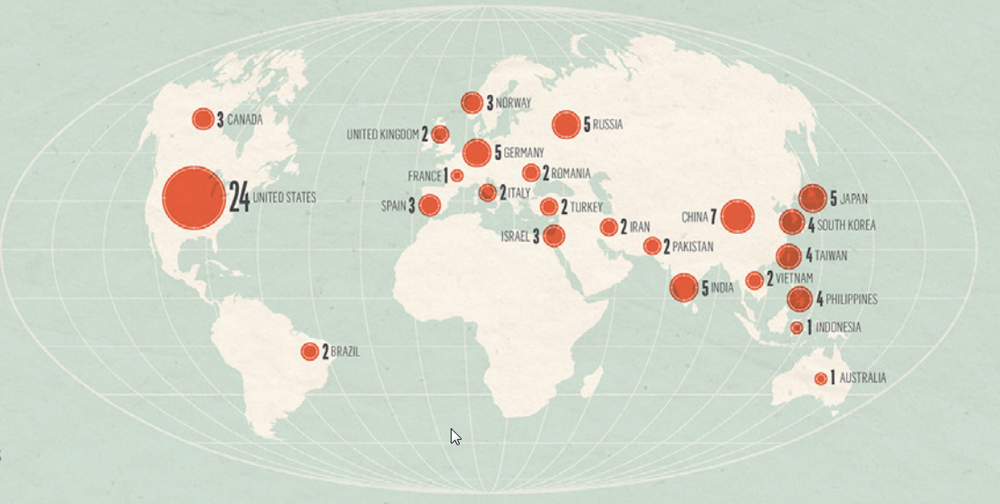 3 NORWAY
3 CANADA
5 RUSSIA
UNITED KINGDOM 2
5 GERMANY
FRANCE 1
2 ROMANIA
24 UNITED STATES
2 ITALY
SPAIN 3
2 TURKEY
5 JAPAN
CHINA 7
4 SOUTH KOREA
2 IRAN
ISRAEL 3
2 PAKISTAN
4 TAIWAN
2 VIETNAM
5 INDIA
4 PHILIPPINES
1 INDONESIA
2 BRAZIL
1 AUSTRALIA